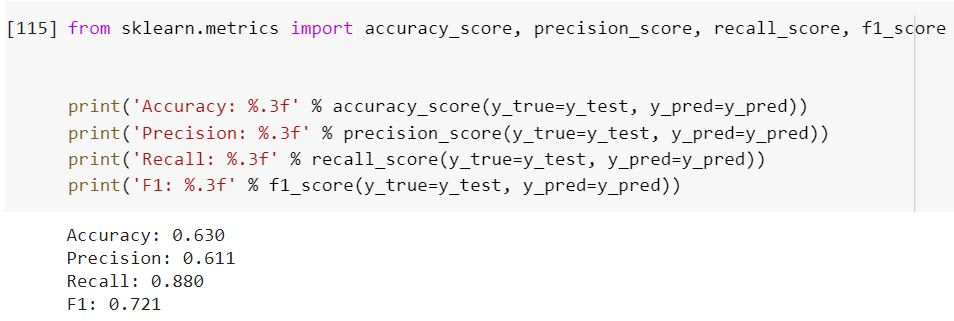 [115] from sklearn.metrics import accuracy_score, precision_score, recall_score, f1_score
print('Accuracy: %.3f' % accuracy_score(y_true=y_test, y_pred=y_pred))
print('Precision: %.3f' % precision_score(y_true=y_test, y_pred=y_pred))
print('Recall: %.3f' % recall_score(y_true=y_test, y_pred=y_pred))
print('F1: %.3f' % f1_score(y_true=y_test, y_pred=y_pred))
Accuracy: 0.630
Precision: 0.611
Recall: 0.880
F1: 0.721